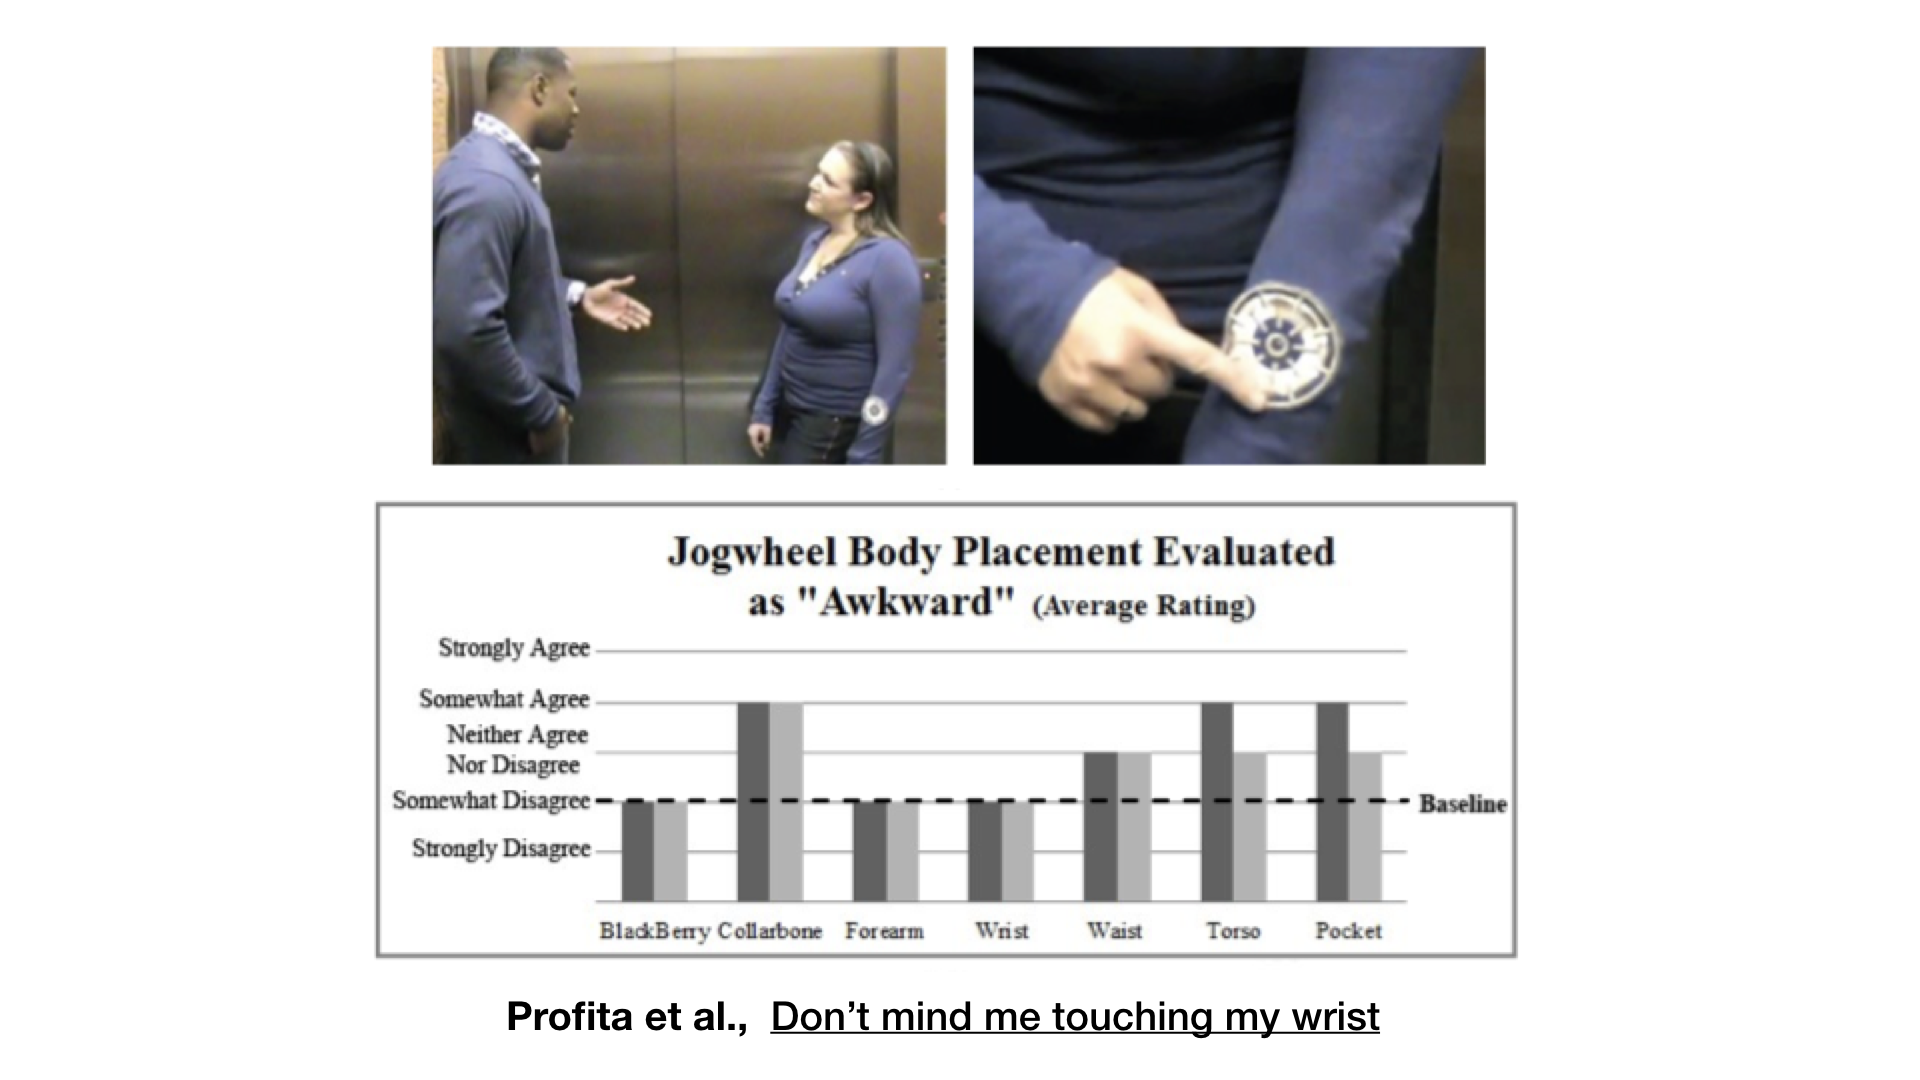 Jogwheel Body Placement Evaluated
as "Awkward" (Average Rating)
Strongly Agree
Somewhat Agree
Neither Agree
Nor Disagree
Somewhat Disagree
Baseline
Strongly Disagree
BlackBerry Collarbone Forearm Wrist Waist Torso Pocket
Profita et al., Don’t mind me touching my wrist